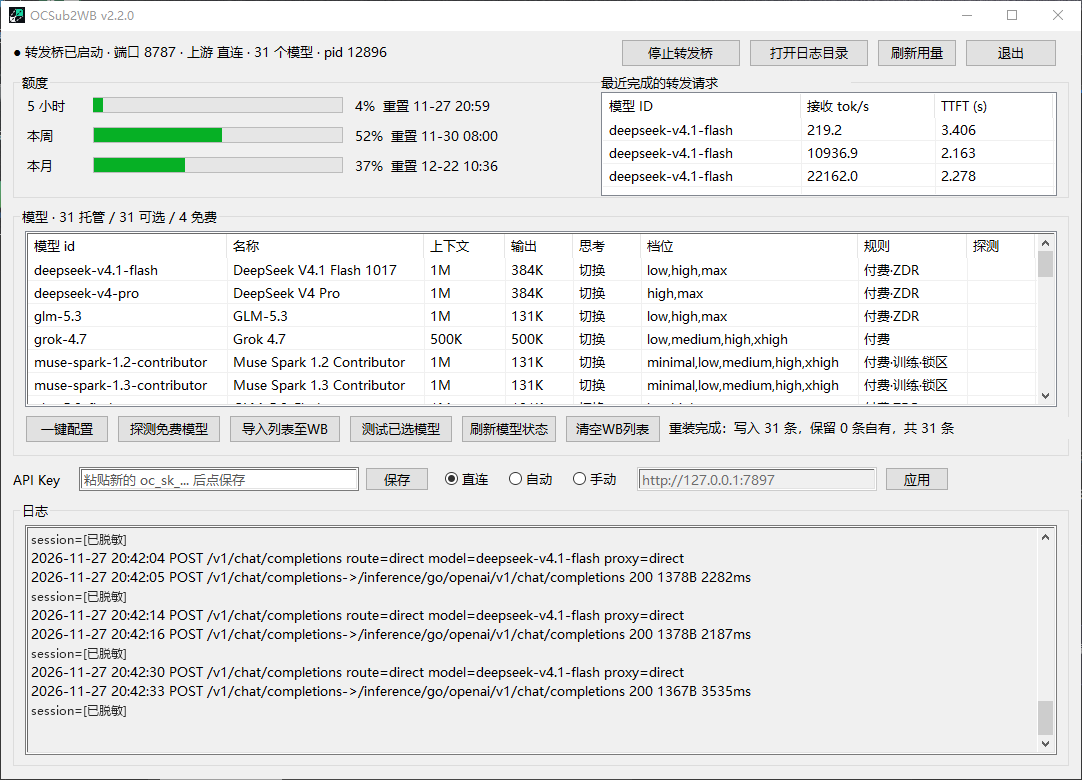 OCSub2WB v2.2.0
● 转发桥已启动 · 端口 8787 · 上游 直连 · 31 个模型 · pid 12896
停止转发桥 打开日志目录 刷新用量 退出
额度
5 小时 4% 重置 11-27 20:59
本周 52% 重置 11-30 08:00
本月 37% 重置 12-22 10:36
最近完成的转发请求
模型 ID 接收 tok/s TTFT (s)
deepseek-v4.1-flash 219.2 3.406
deepseek-v4.1-flash 10936.9 2.163
deepseek-v4.1-flash 22162.0 2.278
模型 · 31 托管 / 31 可选 / 4 免费
模型 id 名称 上下文 输出 思考 档位 规则 探测
deepseek-v4.1-flash DeepSeek V4.1 Flash 1017 1M 384K 切换 low,high,max 付费·ZDR
deepseek-v4-pro DeepSeek V4 Pro 1M 384K 切换 high,max 付费·ZDR
glm-5.3 GLM-5.3 1M 131K 切换 low,high,max 付费·ZDR
grok-4.7 Grok 4.7 500K 500K 切换 low,medium,high,xhigh 付费
muse-spark-1.2-contributor Muse Spark 1.2 Contributor 1M 131K 切换 minimal,low,medium,high,xhigh 付费·训练·锁区
muse-spark-1.3-contributor Muse Spark 1.3 Contributor 1M 131K 切换 minimal,low,medium,high,xhigh 付费·训练·锁区
一键配置 探测免费模型 导入列表至WB 测试已选模型 刷新模型状态 清空WB列表 重装完成：写入 31 条，保留 0 条自有，共 31 条
API Key 粘贴新的 oc_sk_... 后点保存 保存 直连 自动 手动 http://127.0.0.1:7897 应用
日志
session=[已脱敏]
2026-11-27 20:42:04 POST /v1/chat/completions route=direct model=deepseek-v4.1-flash proxy=direct
2026-11-27 20:42:05 POST /v1/chat/completions->/inference/go/openai/v1/chat/completions 200 1378B 2282ms
session=[已脱敏]
2026-11-27 20:42:14 POST /v1/chat/completions route=direct model=deepseek-v4.1-flash proxy=direct
2026-11-27 20:42:16 POST /v1/chat/completions->/inference/go/openai/v1/chat/completions 200 1378B 2187ms
session=[已脱敏]
2026-11-27 20:42:30 POST /v1/chat/completions route=direct model=deepseek-v4.1-flash proxy=direct
2026-11-27 20:42:33 POST /v1/chat/completions->/inference/go/openai/v1/chat/completions 200 1367B 3535ms
session=[已脱敏]